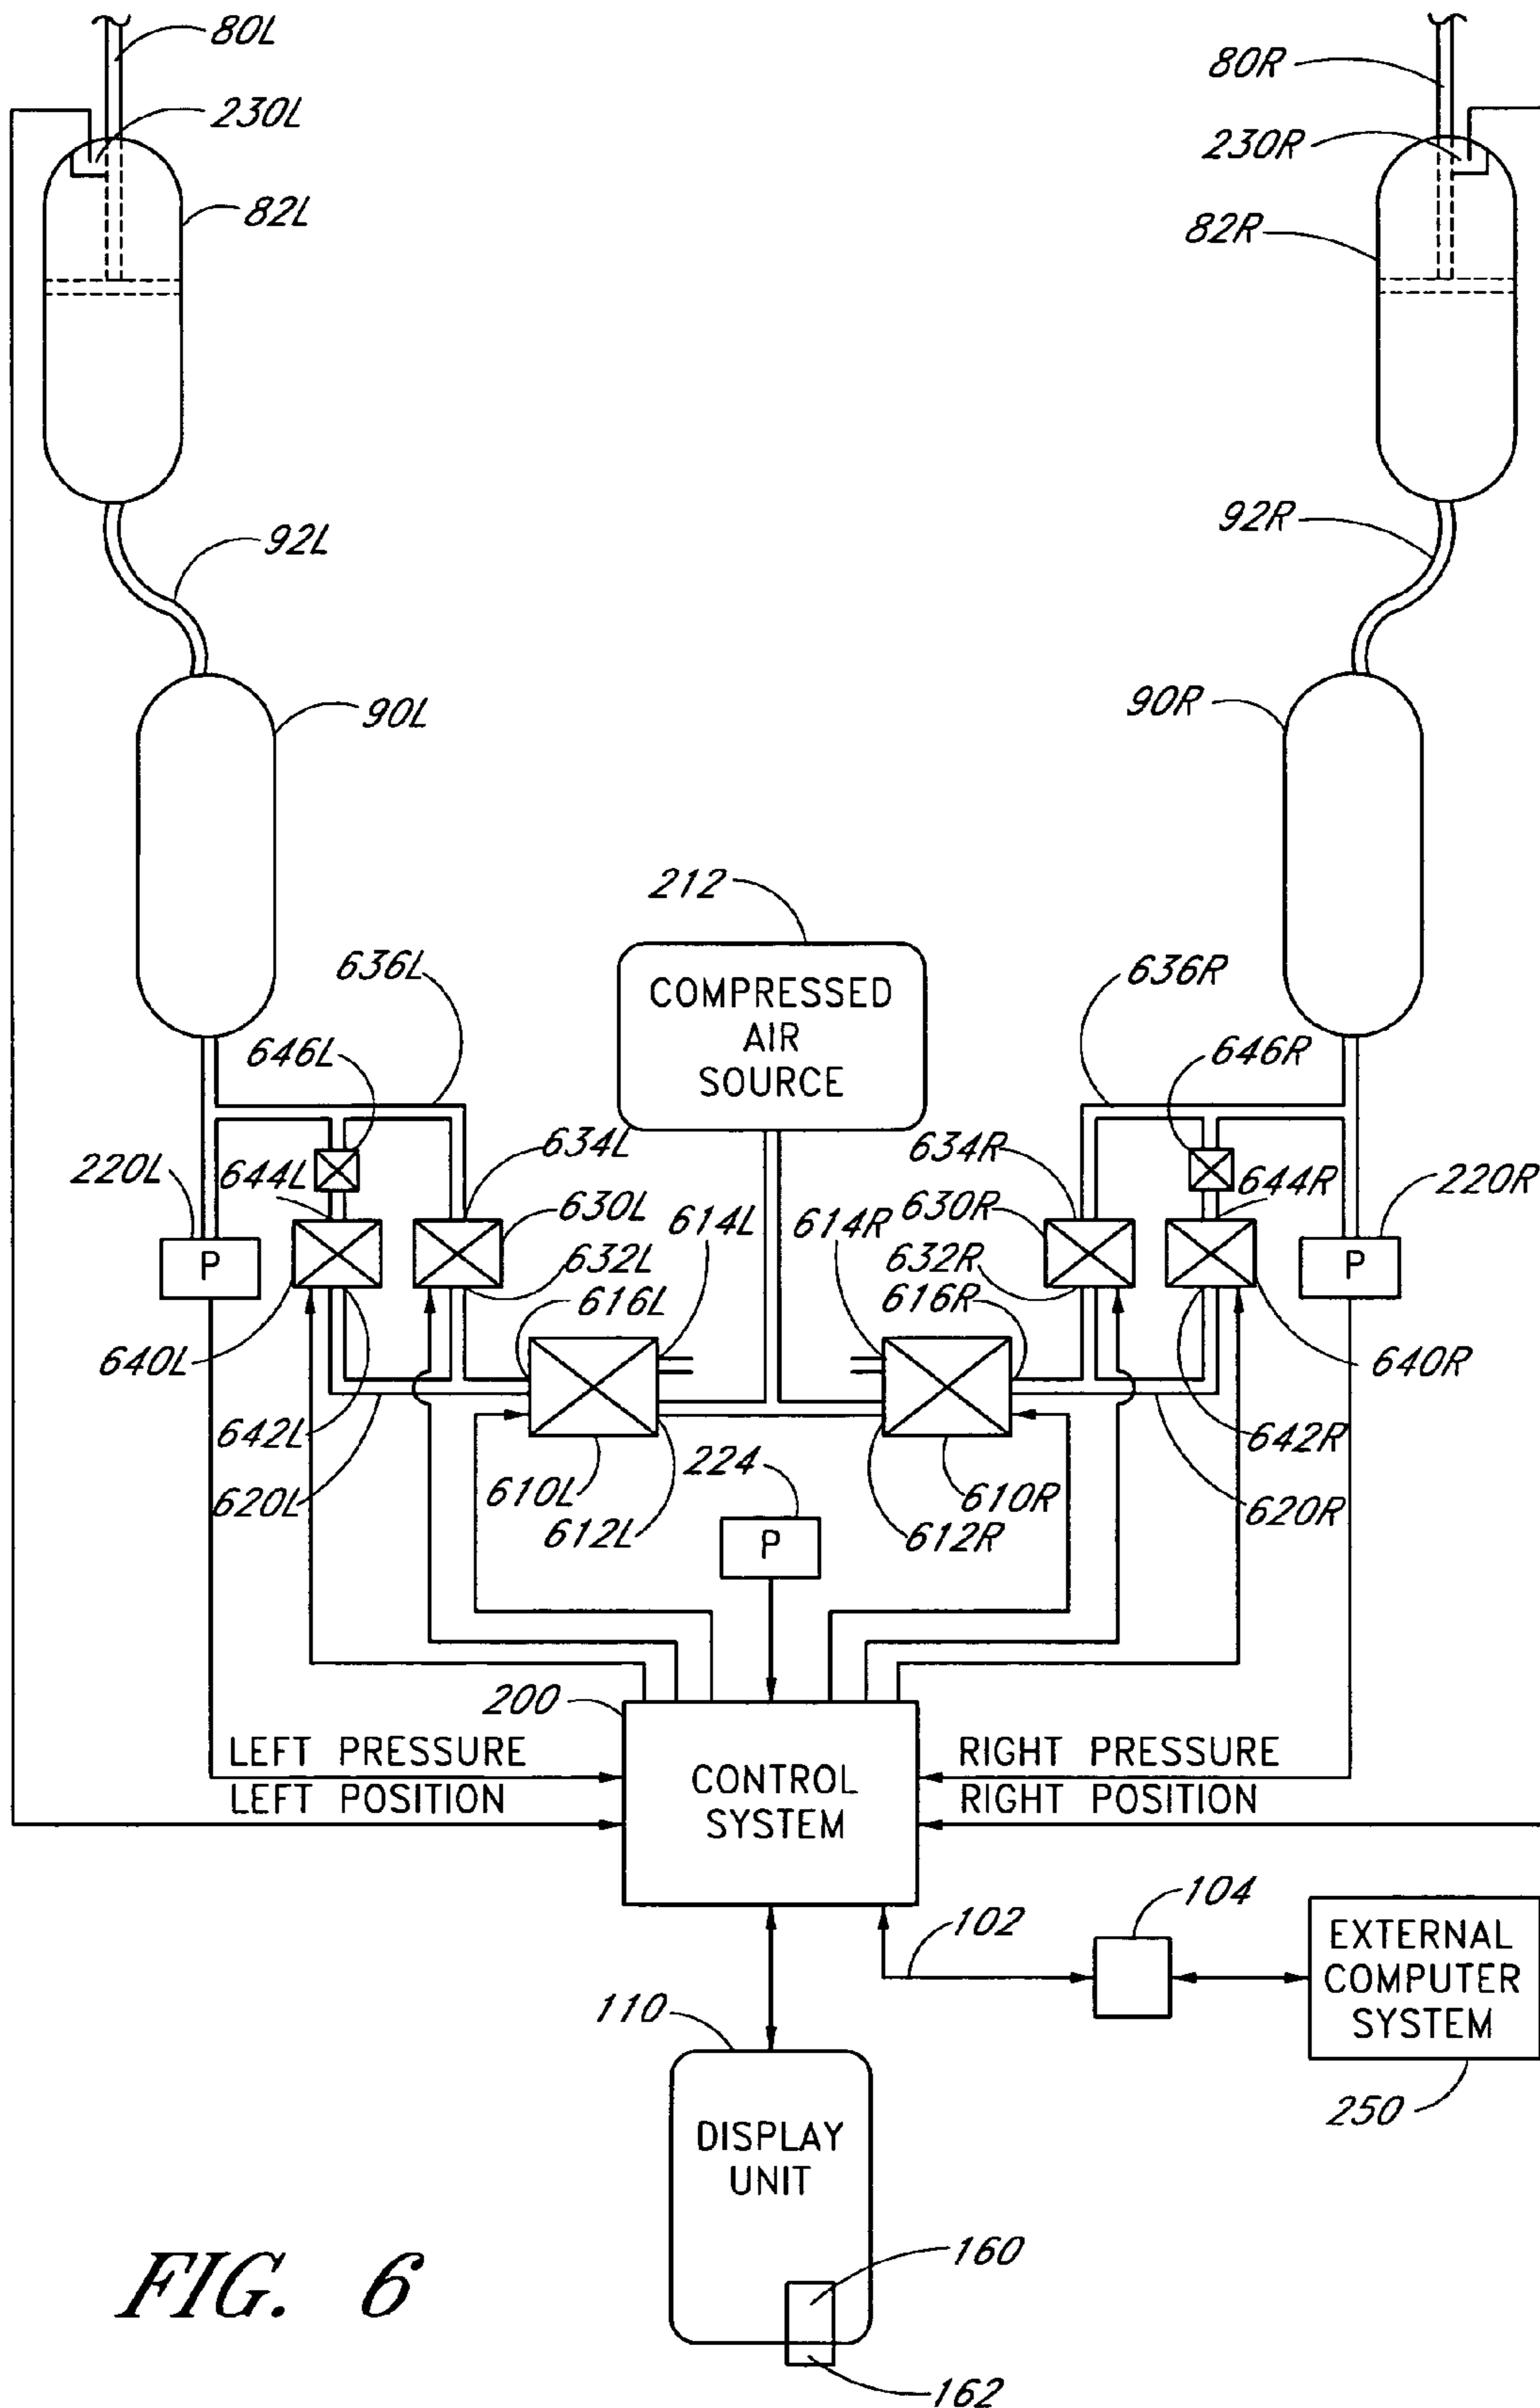 80L
80R
230L
230R
82L
82R
92L
92R
90L
90R
212
636L
COMPRESSED
AIR
SOURCE
636R
646L
646R
634L
634R
220L
644L
630L
614L
614R
630R
644R
220R
P
632L
632R
P
616L
616R
640L
640R
642L
610L
224
610R
642R
620L
612L
P
612R
620R
200
LEFT PRESSURE
RIGHT PRESSURE
LEFT POSITION
RIGHT POSITION
CONTROL
SYSTEM
102
104
EXTERNAL
COMPUTER
SYSTEM
250
110
DISPLAY
UNIT
160
162
FIG. 6